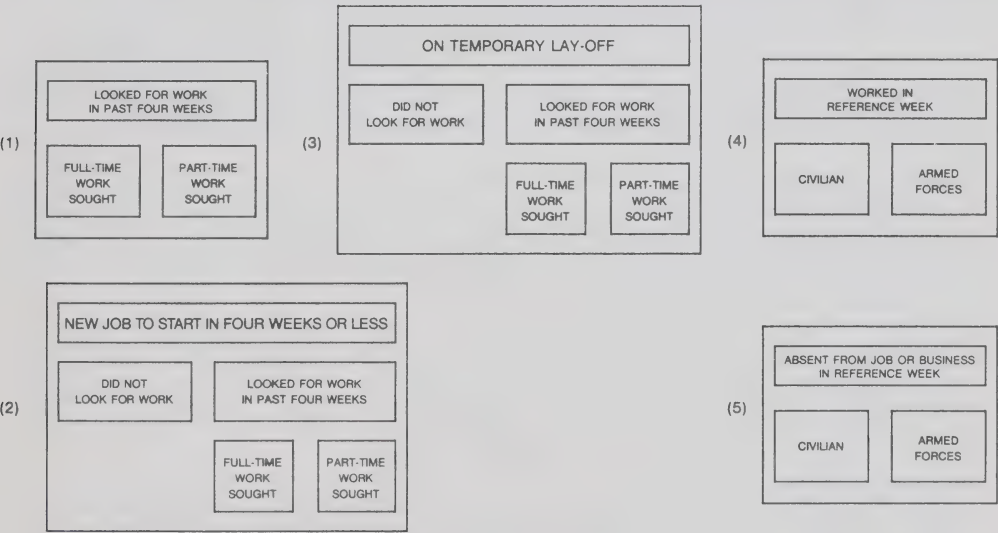 (1)
LOOKED FOR WORK
IN PAST FOUR WEEKS
FULL-TIME
WORK
SOUGHT
PART-TIME
WORK
SOUGHT
(2)
NEW JOB TO START IN FOUR WEEKS OR LESS
DID NOT
LOOK FOR WORK
LOOKED FOR WORK
IN PAST FOUR WEEKS
FULL-TIME
WORK
SOUGHT
PART-TIME
WORK
SOUGHT
(3)
ON TEMPORARY LAY-OFF
DID NOT
LOOK FOR WORK
LOOKED FOR WORK
IN PAST FOUR WEEKS
FULL-TIME
WORK
SOUGHT
PART-TIME
WORK
SOUGHT
(4)
WORKED IN
REFERENCE WEEK
CIVILIAN
ARMED
FORCES
(5)
ABSENT FROM JOB OR BUSINESS
IN REFERENCE WEEK
CIVILIAN
ARMED
FORCES